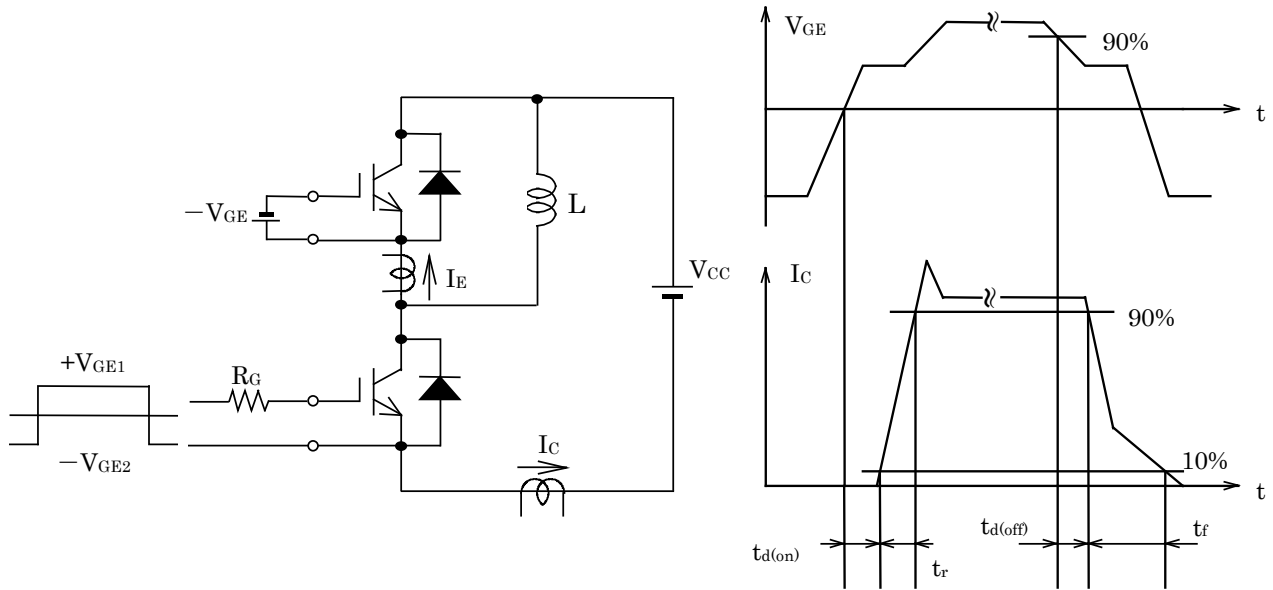 −VGE
IE
L
VCC
+VGE1
−VGE2
RG
IC
VGE
90%
t
IC
90%
10%
t
td(on)
tr
td(off)
tf